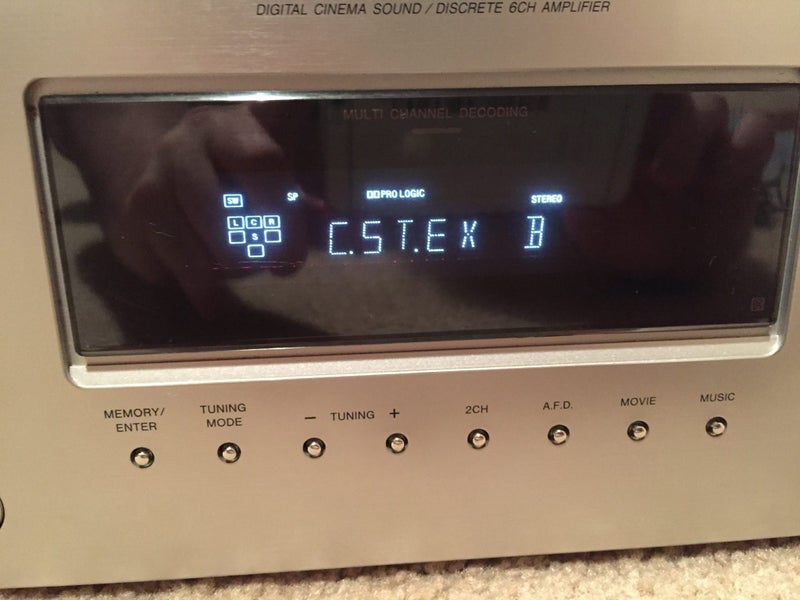 DIGITAL CINEMA SOUND / DISCRETE 6CH AMPLIFIER
MULTI CHANNEL DECODING
SW SP PRO LOGIC STEREO
L C R
S
C.ST.EX B
MEMORY/
ENTER
TUNING
MODE
– TUNING +
2CH
A.F.D.
MOVIE
MUSIC